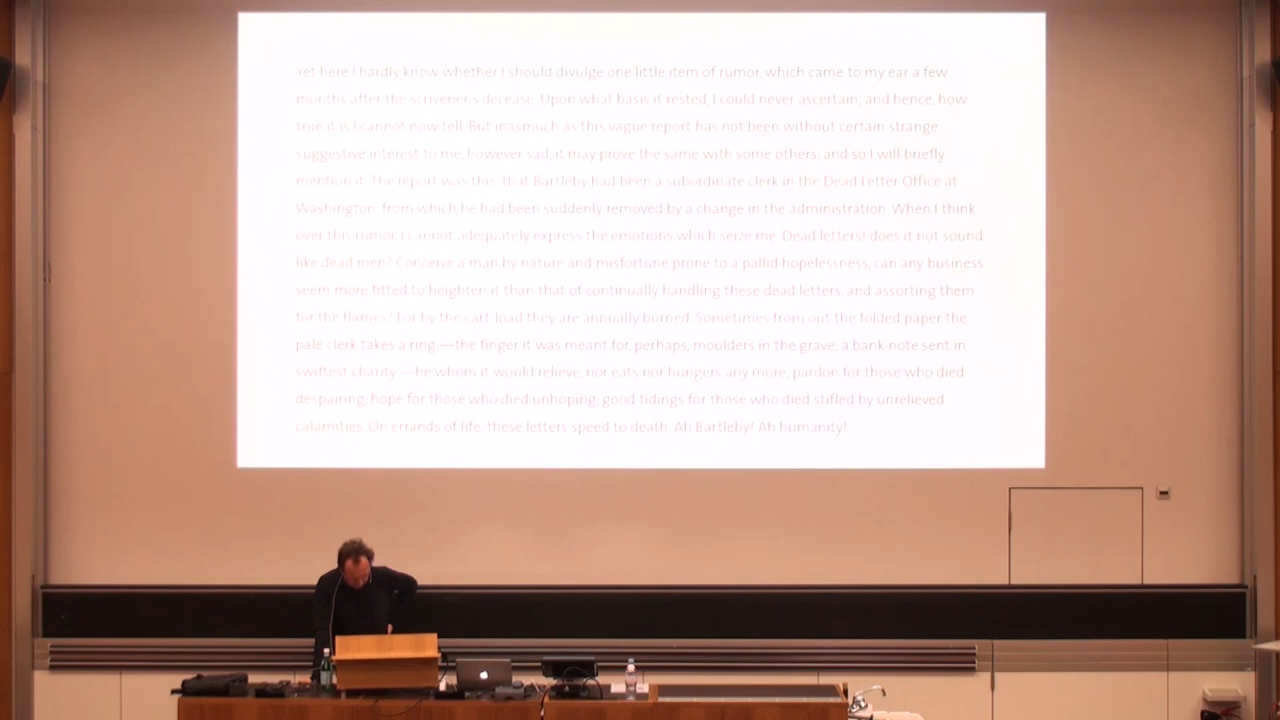 Yet here I hardly know whether I should divulge one little item of rumor, which came to my ear a few
months after the scrivener's decease. Upon what basis it rested, I could never ascertain; and hence, how
true it is I cannot now tell. But inasmuch as this vague report has not been without certain strange
suggestive interest to me, however sad, it may prove the same with some others; and so I will briefly
mention it. The report was this: that Bartleby had been a subordinate clerk in the Dead Letter Office at
Washington, from which he had been suddenly removed by a change in the administration. When I think
over this rumor, I cannot adequately express the emotions which seize me. Dead letters! does it not sound
like dead men? Conceive a man by nature and misfortune prone to a pallid hopelessness, can any business
seem more fitted to heighten it than that of continually handling these dead letters, and assorting them
for the flames? For by the cart-load they are annually burned. Sometimes from out the folded paper the
pale clerk takes a ring:—the finger it was meant for, perhaps, moulders in the grave; a bank-note sent in
swiftest charity:—he whom it would relieve, nor eats nor hungers any more; pardon for those who died
despairing; hope for those who died unhoping; good tidings for those who died stifled by unrelieved
calamities. On errands of life, these letters speed to death. Ah Bartleby! Ah humanity!